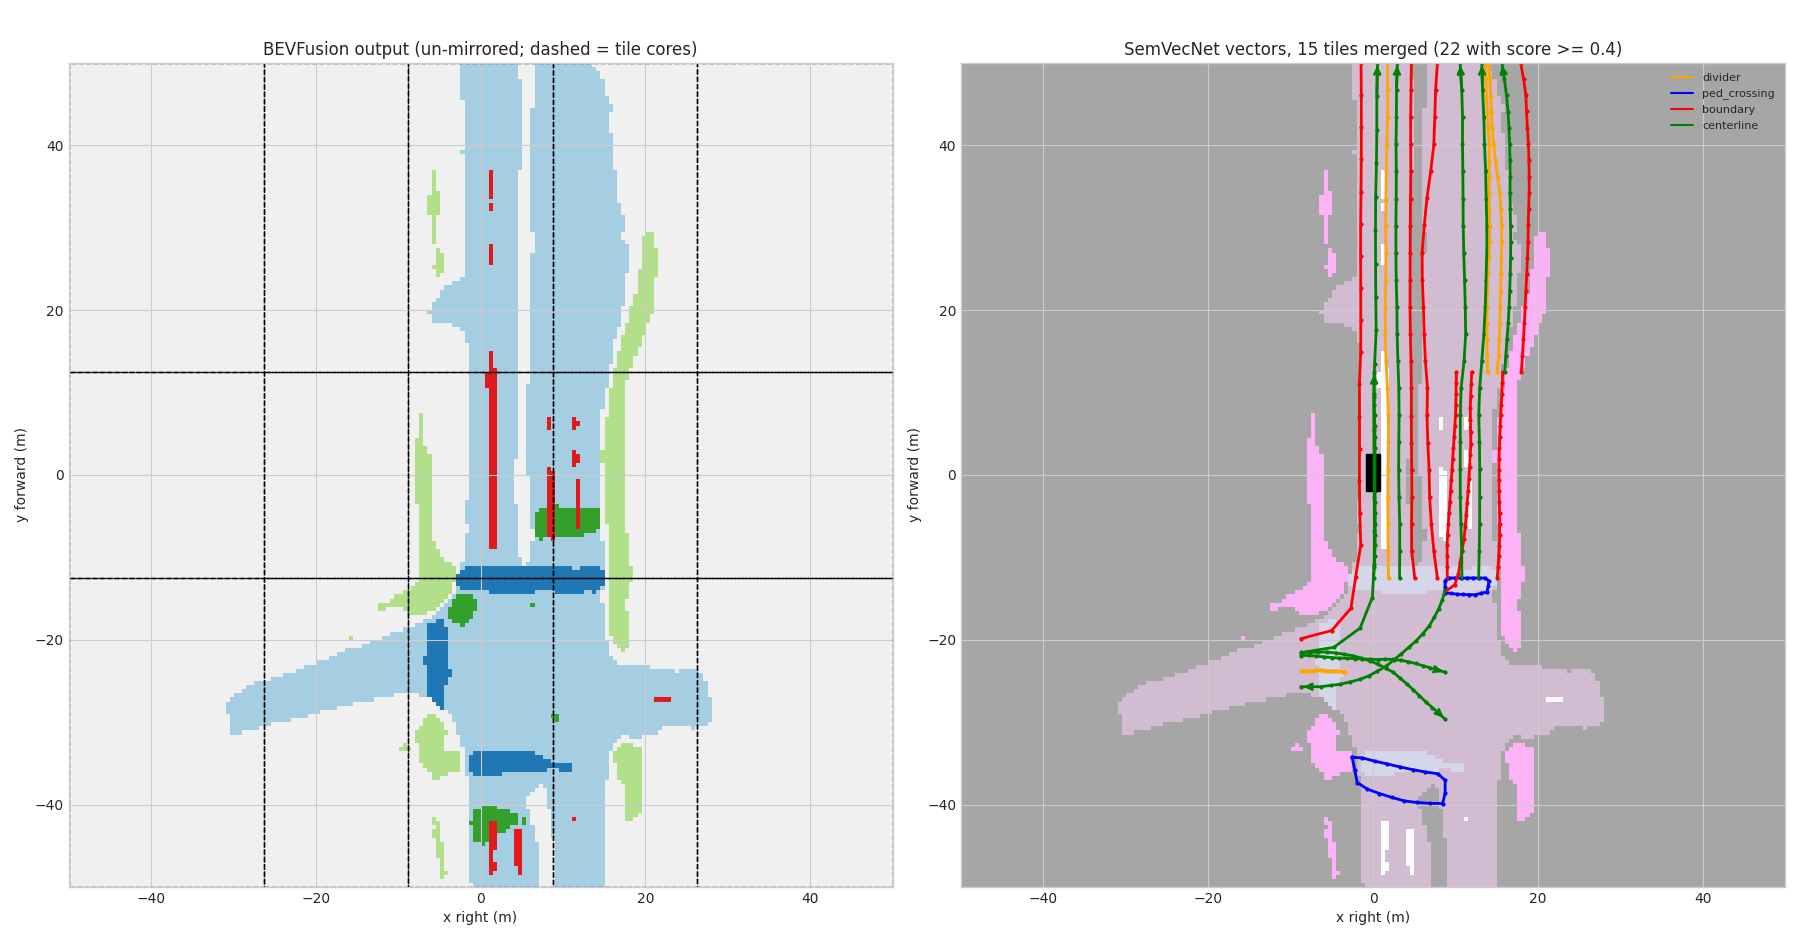 BEVFusion output (un-mirrored; dashed = tile cores)
40
20
0
−20
−40
y forward (m)
−40
−20
0
20
40
x right (m)
SemVecNet vectors, 15 tiles merged (22 with score >= 0.4)
divider
ped_crossing
boundary
centerline
40
20
0
−20
−40
y forward (m)
−40
−20
0
20
40
x right (m)